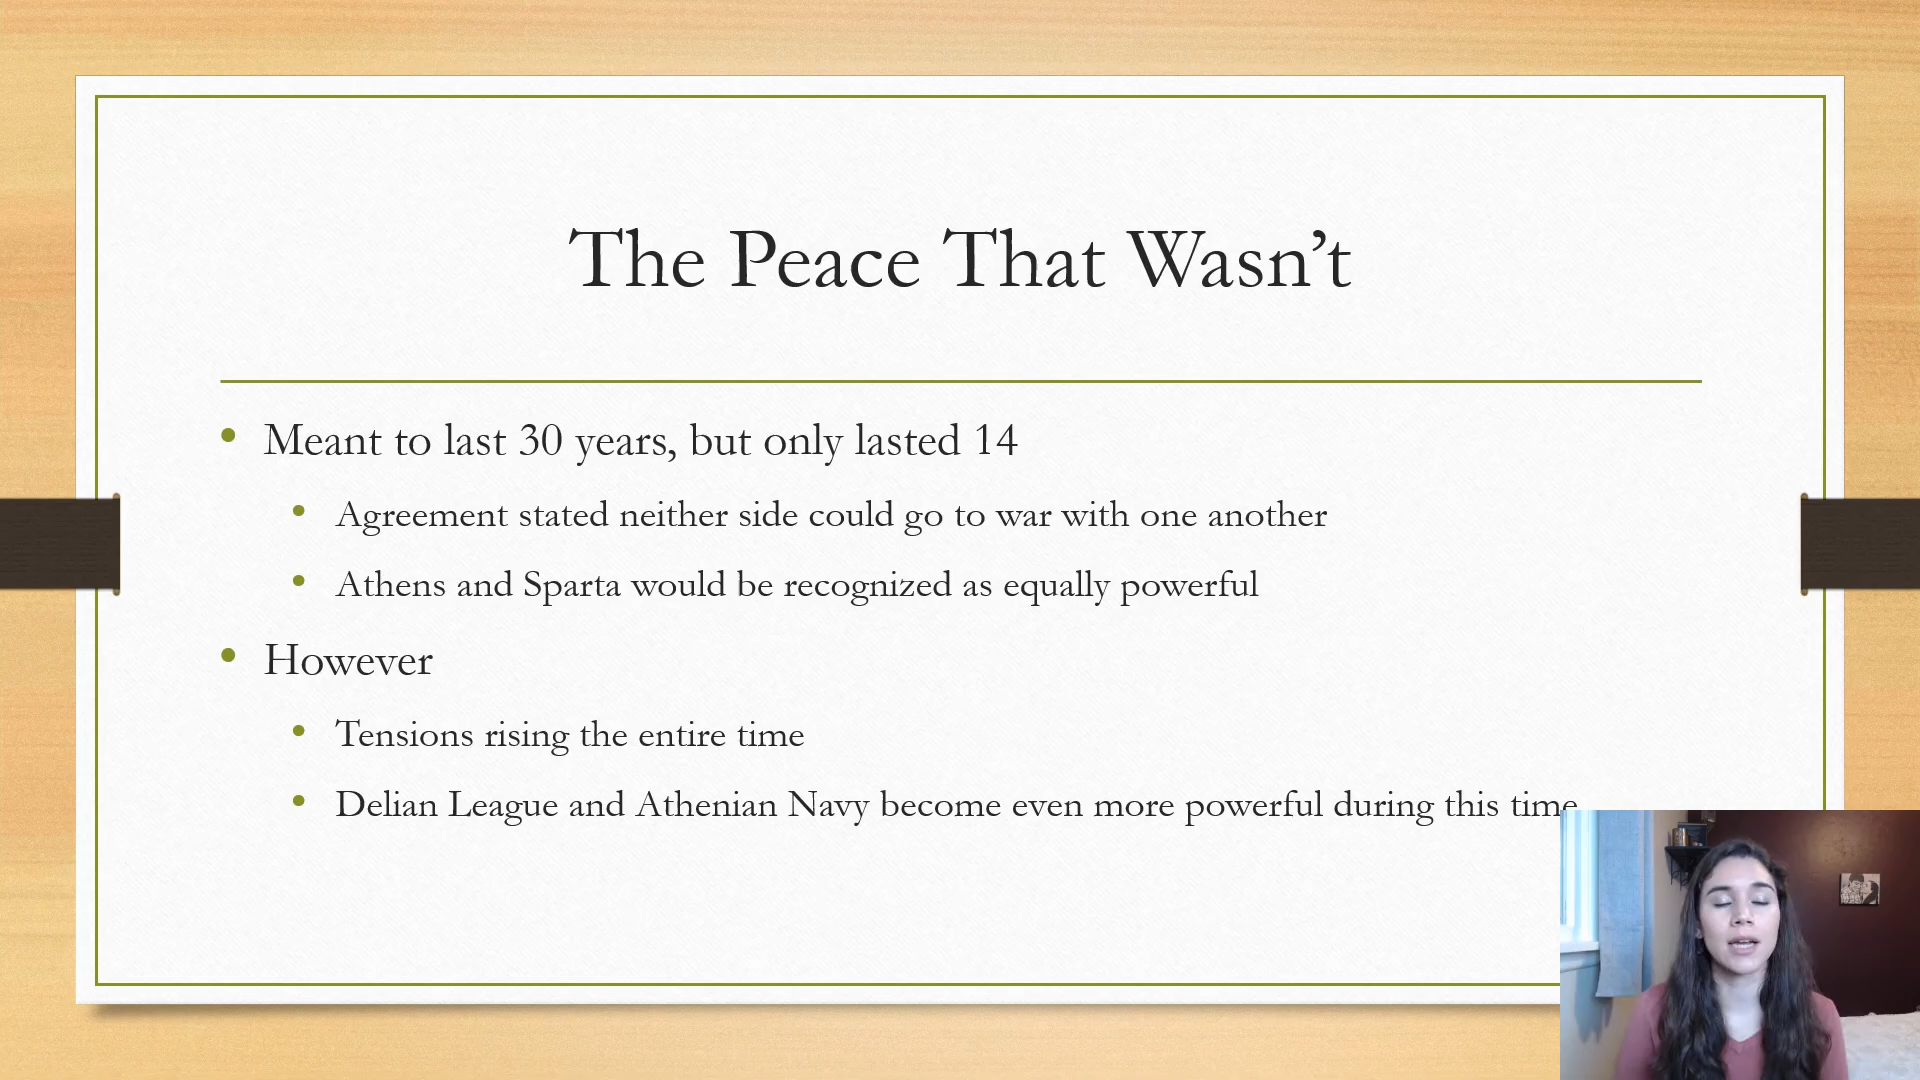 The Peace That Wasn’t
• Meant to last 30 years, but only lasted 14
• Agreement stated neither side could go to war with one another
• Athens and Sparta would be recognized as equally powerful
• However
• Tensions rising the entire time
• Delian League and Athenian Navy become even more powerful during this time